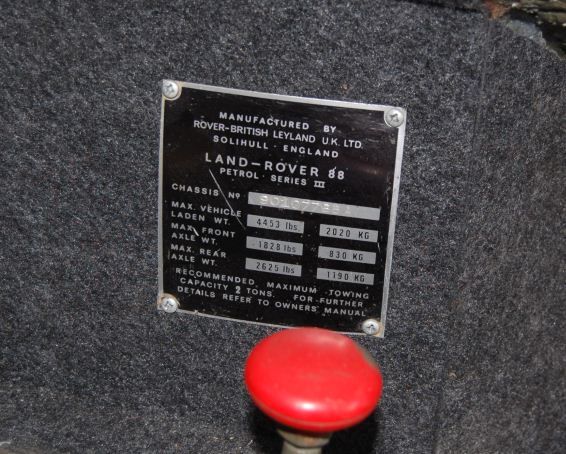 MANUFACTURED BY
ROVER-BRITISH LEYLAND U.K. LTD.
SOLIHULL - ENGLAND
LAND-ROVER 88
PETROL - SERIES III
CHASSIS Nº
MAX. VEHICLE LADEN WT. 4453 lbs. 2020 KG
MAX. FRONT AXLE WT. 1828 lbs 830 KG
MAX. REAR AXLE WT. 2625 lbs 1190 KG
RECOMMENDED MAXIMUM TOWING
CAPACITY 2 TONS. FOR FURTHER
DETAILS REFER TO OWNERS' MANUAL